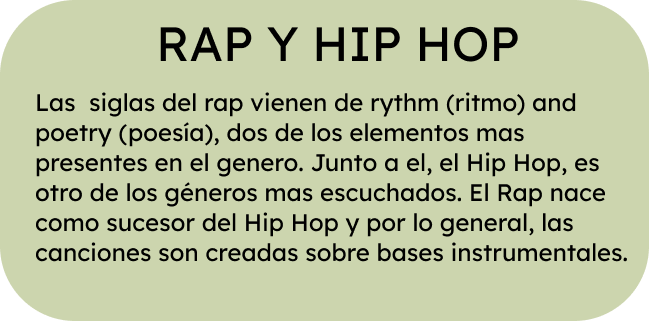 RAP Y HIP HOP
Las  siglas del rap vienen de rythm (ritmo) and
poetry (poesía), dos de los elementos mas
presentes en el genero. Junto a el, el Hip Hop, es
otro de los géneros mas escuchados. El Rap nace
como sucesor del Hip Hop y por lo general, las
canciones son creadas sobre bases instrumentales.